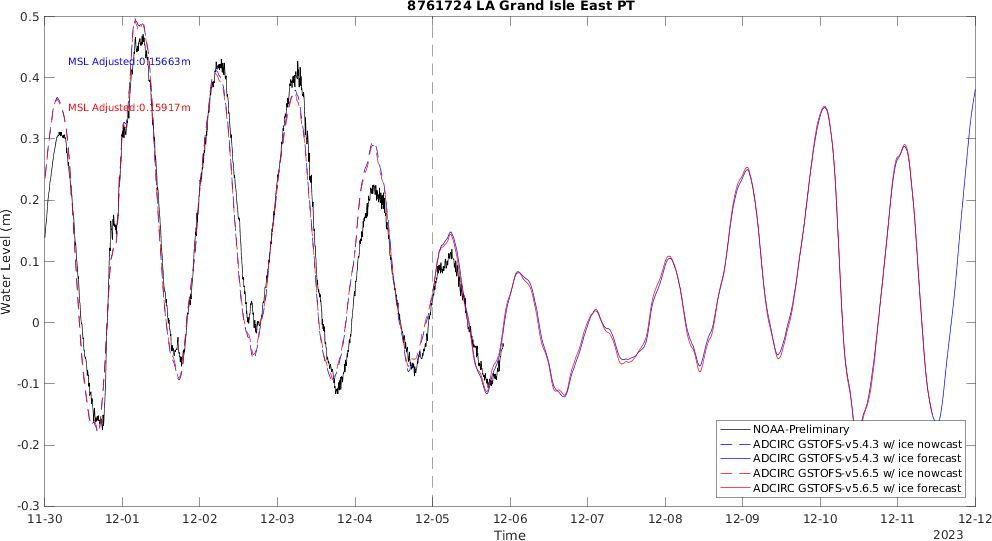 8761724 LA Grand Isle East PT
0.5
0.4
0.3
0.2
0.1
0
-0.1
-0.2
-0.3
Water Level (m)
MSL Adjusted:0.15663m
MSL Adjusted:0.15917m
NOAA-Preliminary
ADCIRC GSTOFS-v5.4.3 w/ ice nowcast
ADCIRC GSTOFS-v5.4.3 w/ ice forecast
ADCIRC GSTOFS-v5.6.5 w/ ice nowcast
ADCIRC GSTOFS-v5.6.5 w/ ice forecast
11-30 12-01 12-02 12-03 12-04 12-05 12-06 12-07 12-08 12-09 12-10 12-11 12-12
Time
2023